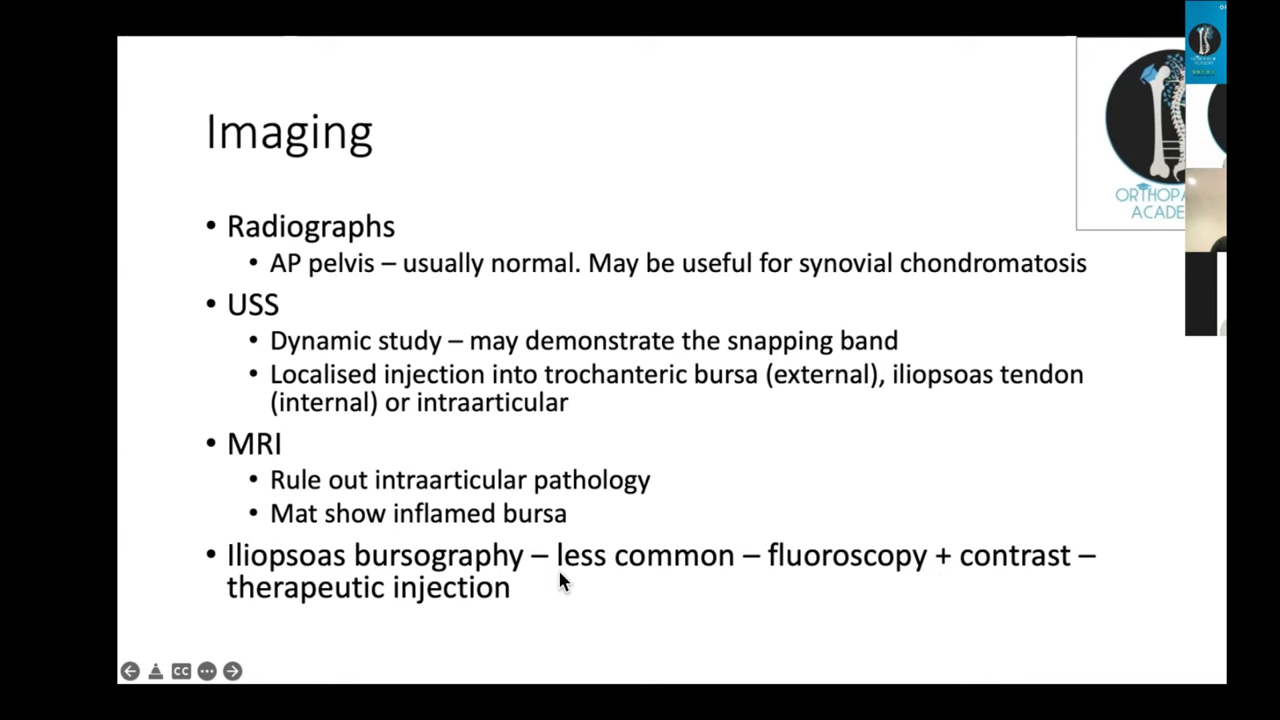 Imaging
• Radiographs
• AP pelvis – usually normal. May be useful for synovial chondromatosis
• USS
• Dynamic study – may demonstrate the snapping band
• Localised injection into trochanteric bursa (external), iliopsoas tendon
(internal) or intraarticular
• MRI
• Rule out intraarticular pathology
• Mat show inflamed bursa
• Iliopsoas bursography – less common – fluoroscopy + contrast –
therapeutic injection
ORTHOPA
ACADE
CC